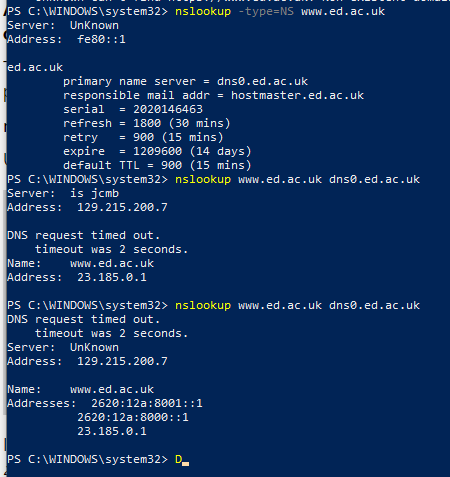 PS C:\WINDOWS\system32> nslookup -type=NS www.ed.ac.uk
Server:  UnKnown
Address:  fe80::1
ed.ac.uk
primary name server = dns0.ed.ac.uk
responsible mail addr = hostmaster.ed.ac.uk
serial  = 2020146463
refresh = 1800 (30 mins)
retry   = 900 (15 mins)
expire  = 1209600 (14 days)
default TTL = 900 (15 mins)
PS C:\WINDOWS\system32> nslookup www.ed.ac.uk dns0.ed.ac.uk
Server:  is jcmb
Address:  129.215.200.7
DNS request timed out.
timeout was 2 seconds.
Name:    www.ed.ac.uk
Address:  23.185.0.1
PS C:\WINDOWS\system32> nslookup www.ed.ac.uk dns0.ed.ac.uk
DNS request timed out.
timeout was 2 seconds.
Server:  UnKnown
Address:  129.215.200.7
Name:    www.ed.ac.uk
Addresses:  2620:12a:8001::1
2620:12a:8000::1
23.185.0.1
PS C:\WINDOWS\system32> D